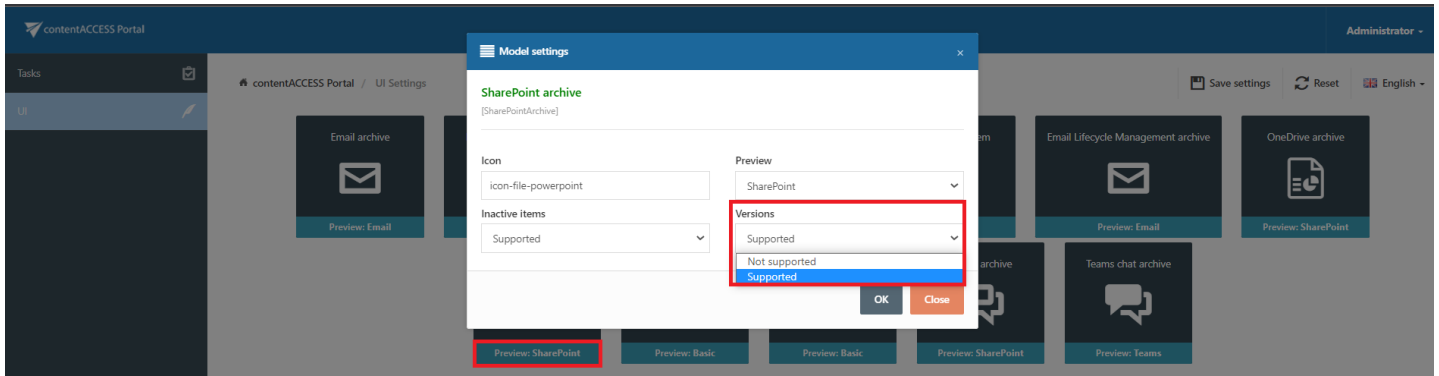 contentACCESS Portal
Administrator
Tasks
UI
contentACCESS Portal / UI Settings
Save settings
Reset
English
Model settings
×
SharePoint archive
[SharePointArchive]
Icon
icon-file-powerpoint
Preview
SharePoint
Inactive items
Supported
Versions
Supported
Not supported
Supported
OK
Close
Email archive
Preview: Email
em
Email Lifecycle Management archive
Preview: Email
OneDrive archive
Preview: SharePoint
Preview: SharePoint
Preview: Basic
Preview: Basic
archive
Preview: SharePoint
Teams chat archive
Preview: Teams